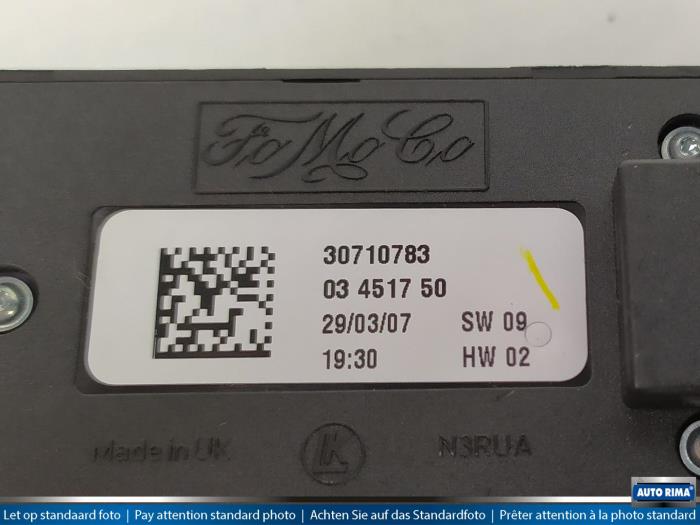 FoMoCo
30710783
03 4517 50
29/03/07 SW 09
19:30 HW 02
Made in UK LK N3RUA
AUTO RIMA
Let op standaard foto | Pay attention standard photo | Achten Sie auf das Standardfoto | Prêter attention à la photo standard